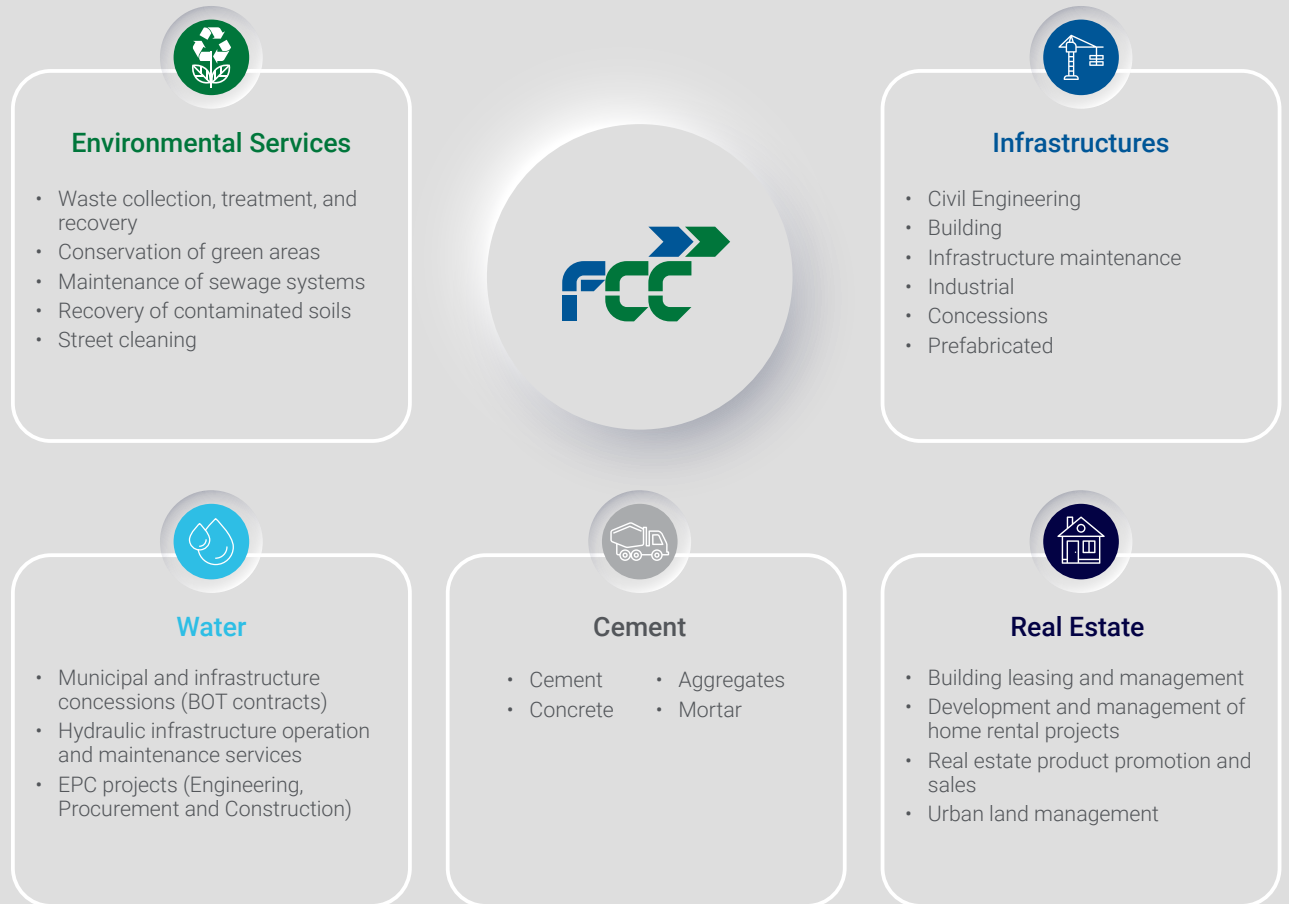 Environmental Services
• Waste collection, treatment, and
recovery
• Conservation of green areas
• Maintenance of sewage systems
• Recovery of contaminated soils
• Street cleaning
FCC
Infrastructures
• Civil Engineering
• Building
• Infrastructure maintenance
• Industrial
• Concessions
• Prefabricated
Water
• Municipal and infrastructure
concessions (BOT contracts)
• Hydraulic infrastructure operation
and maintenance services
• EPC projects (Engineering,
Procurement and Construction)
Cement
• Cement
• Concrete
• Aggregates
• Mortar
Real Estate
• Building leasing and management
• Development and management of
home rental projects
• Real estate product promotion and
sales
• Urban land management